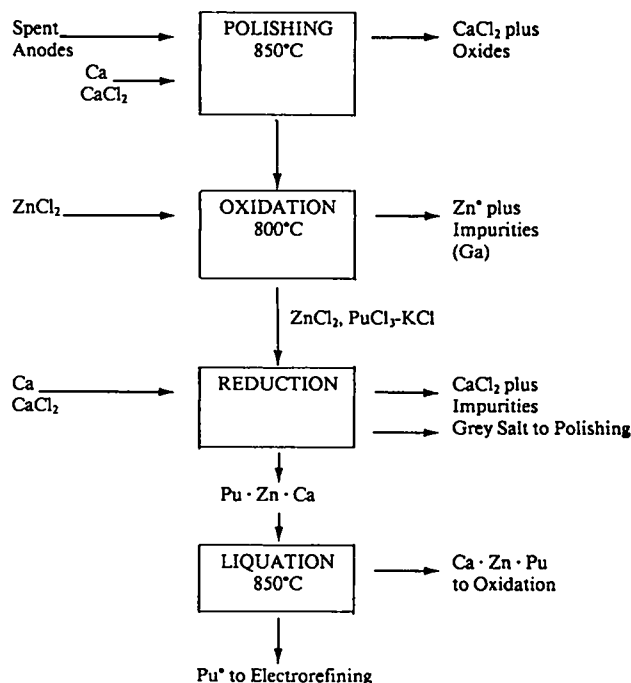 Spent
Anodes
Ca
CaCl₂
POLISHING
850°C
CaCl₂ plus
Oxides
ZnCl₂
OXIDATION
800°C
Zn° plus
Impurities
(Ga)
ZnCl₂, PuCl₃-KCl
Ca
CaCl₂
REDUCTION
CaCl₂ plus
Impurities
Grey Salt to Polishing
Pu · Zn · Ca
LIQUATION
850°C
Ca · Zn · Pu
to Oxidation
Pu° to Electrorefining